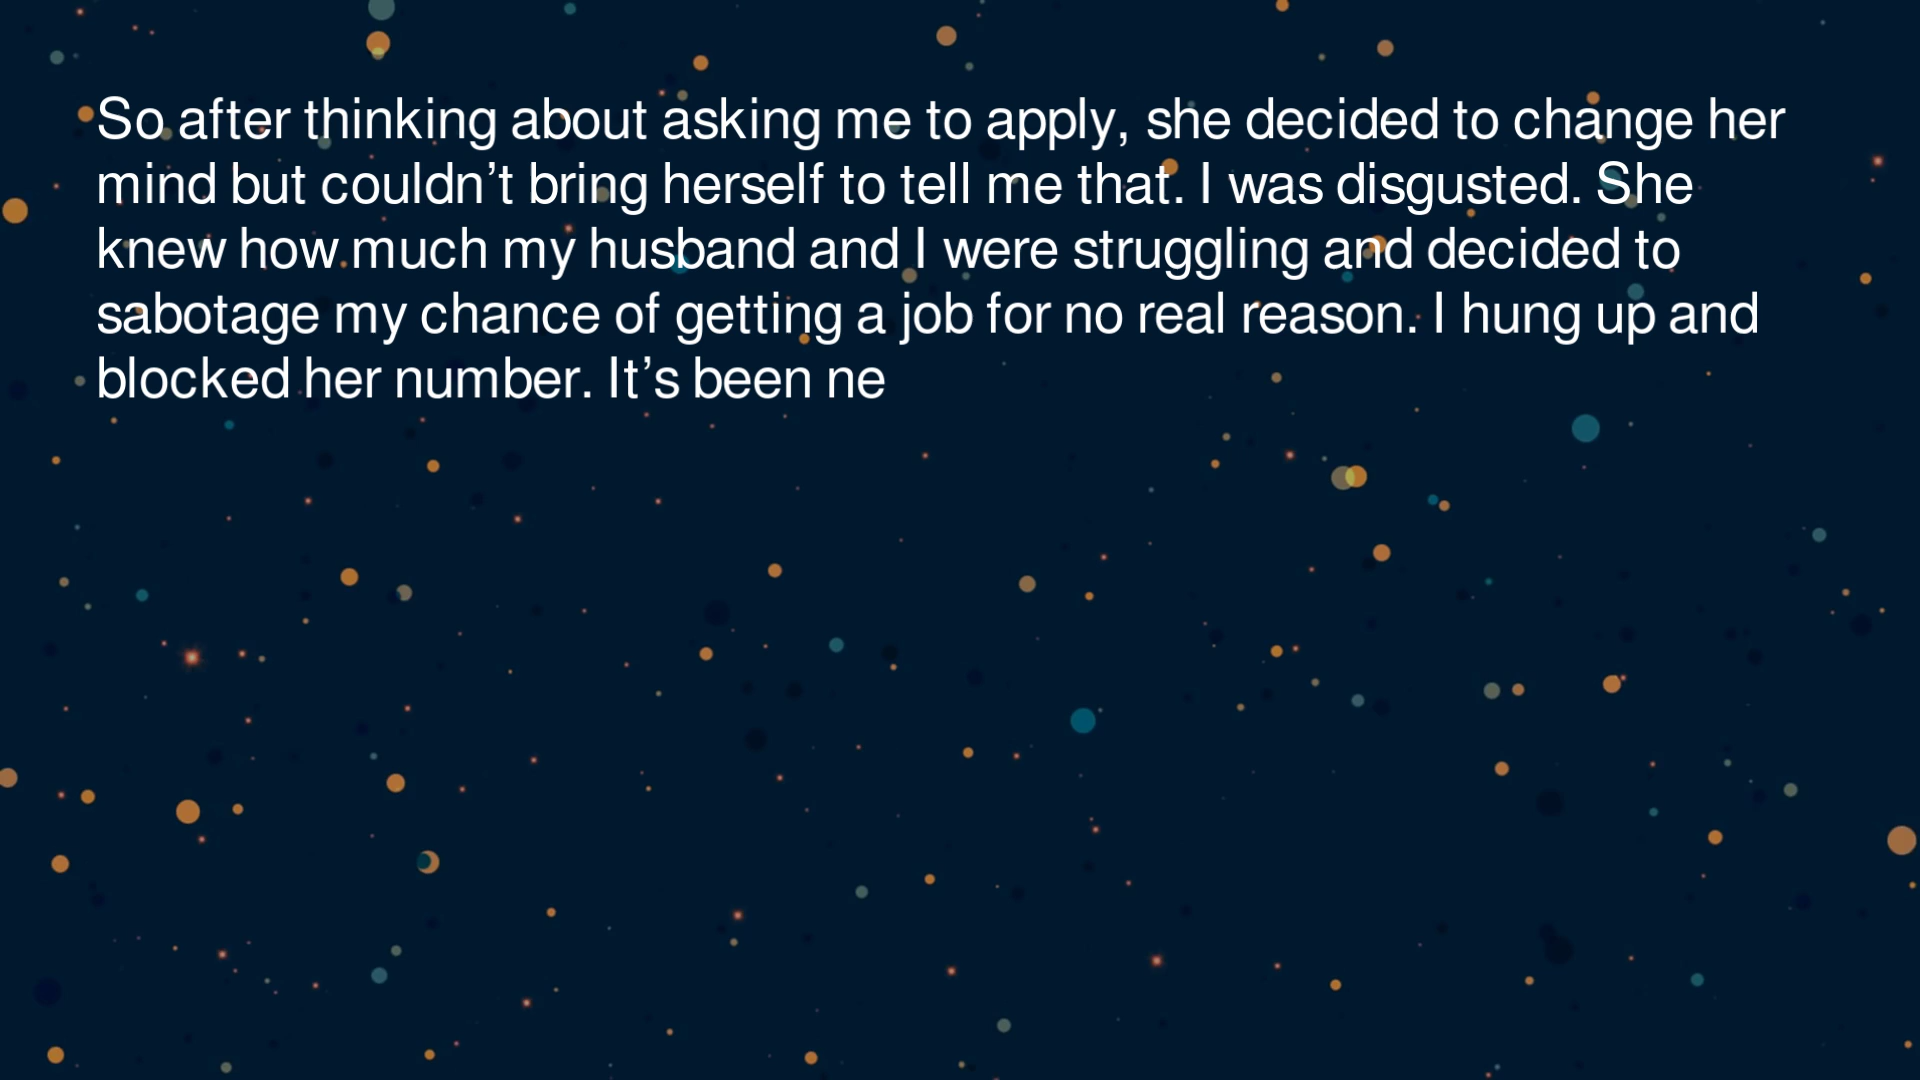 So after thinking about asking me to apply, she decided to change her
mind but couldn’t bring herself to tell me that. I was disgusted. She
knew how much my husband and I were struggling and decided to
sabotage my chance of getting a job for no real reason. I hung up and
blocked her number. It’s been ne